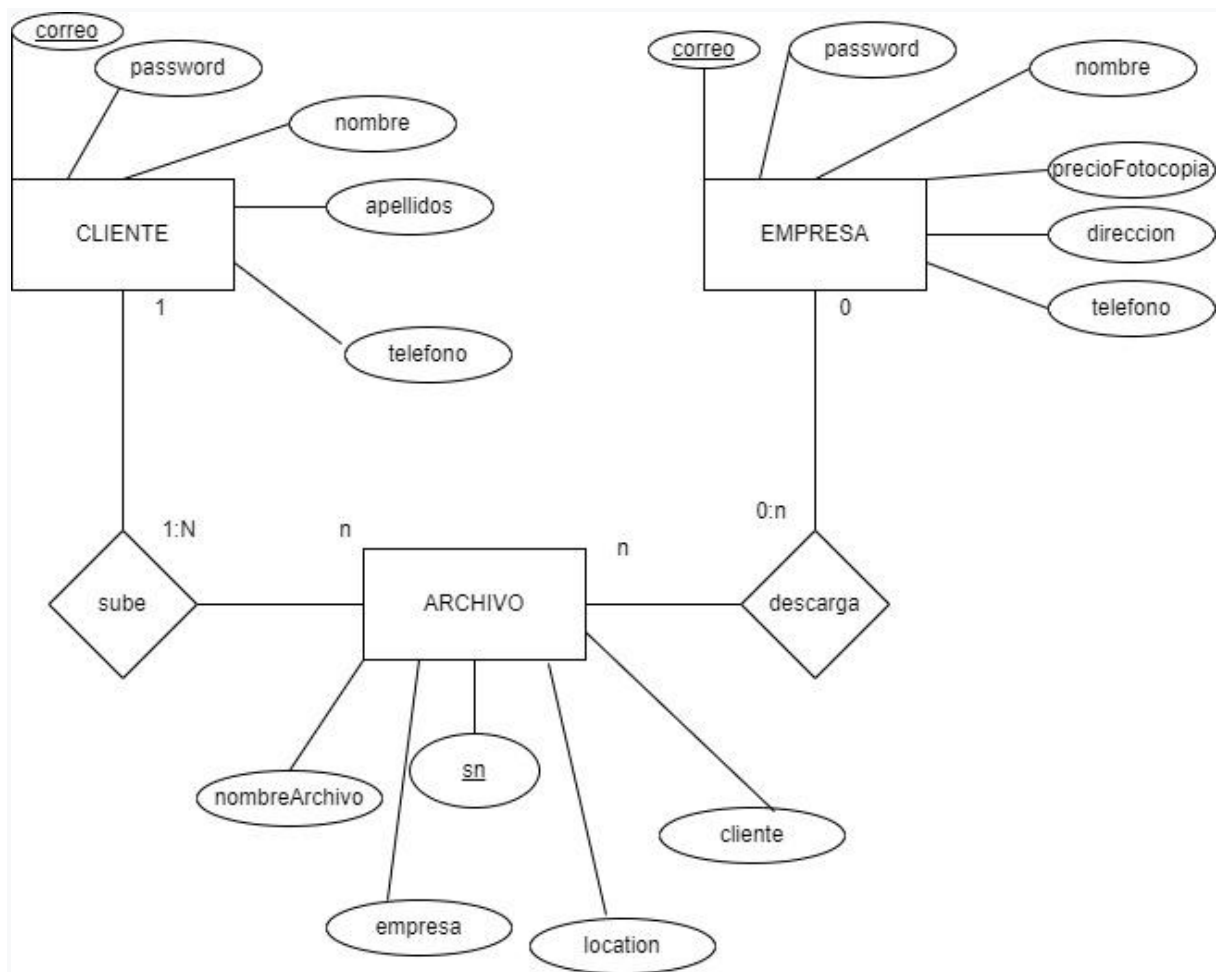 correo
password
nombre
apellidos
telefono
CLIENTE
1
correo
password
nombre
precioFotocopia
direccion
teléfono
EMPRESA
0
1:N
n
sube
ARCHIVO
n
0:n
descarga
nombreArchivo
empresa
sn
location
cliente